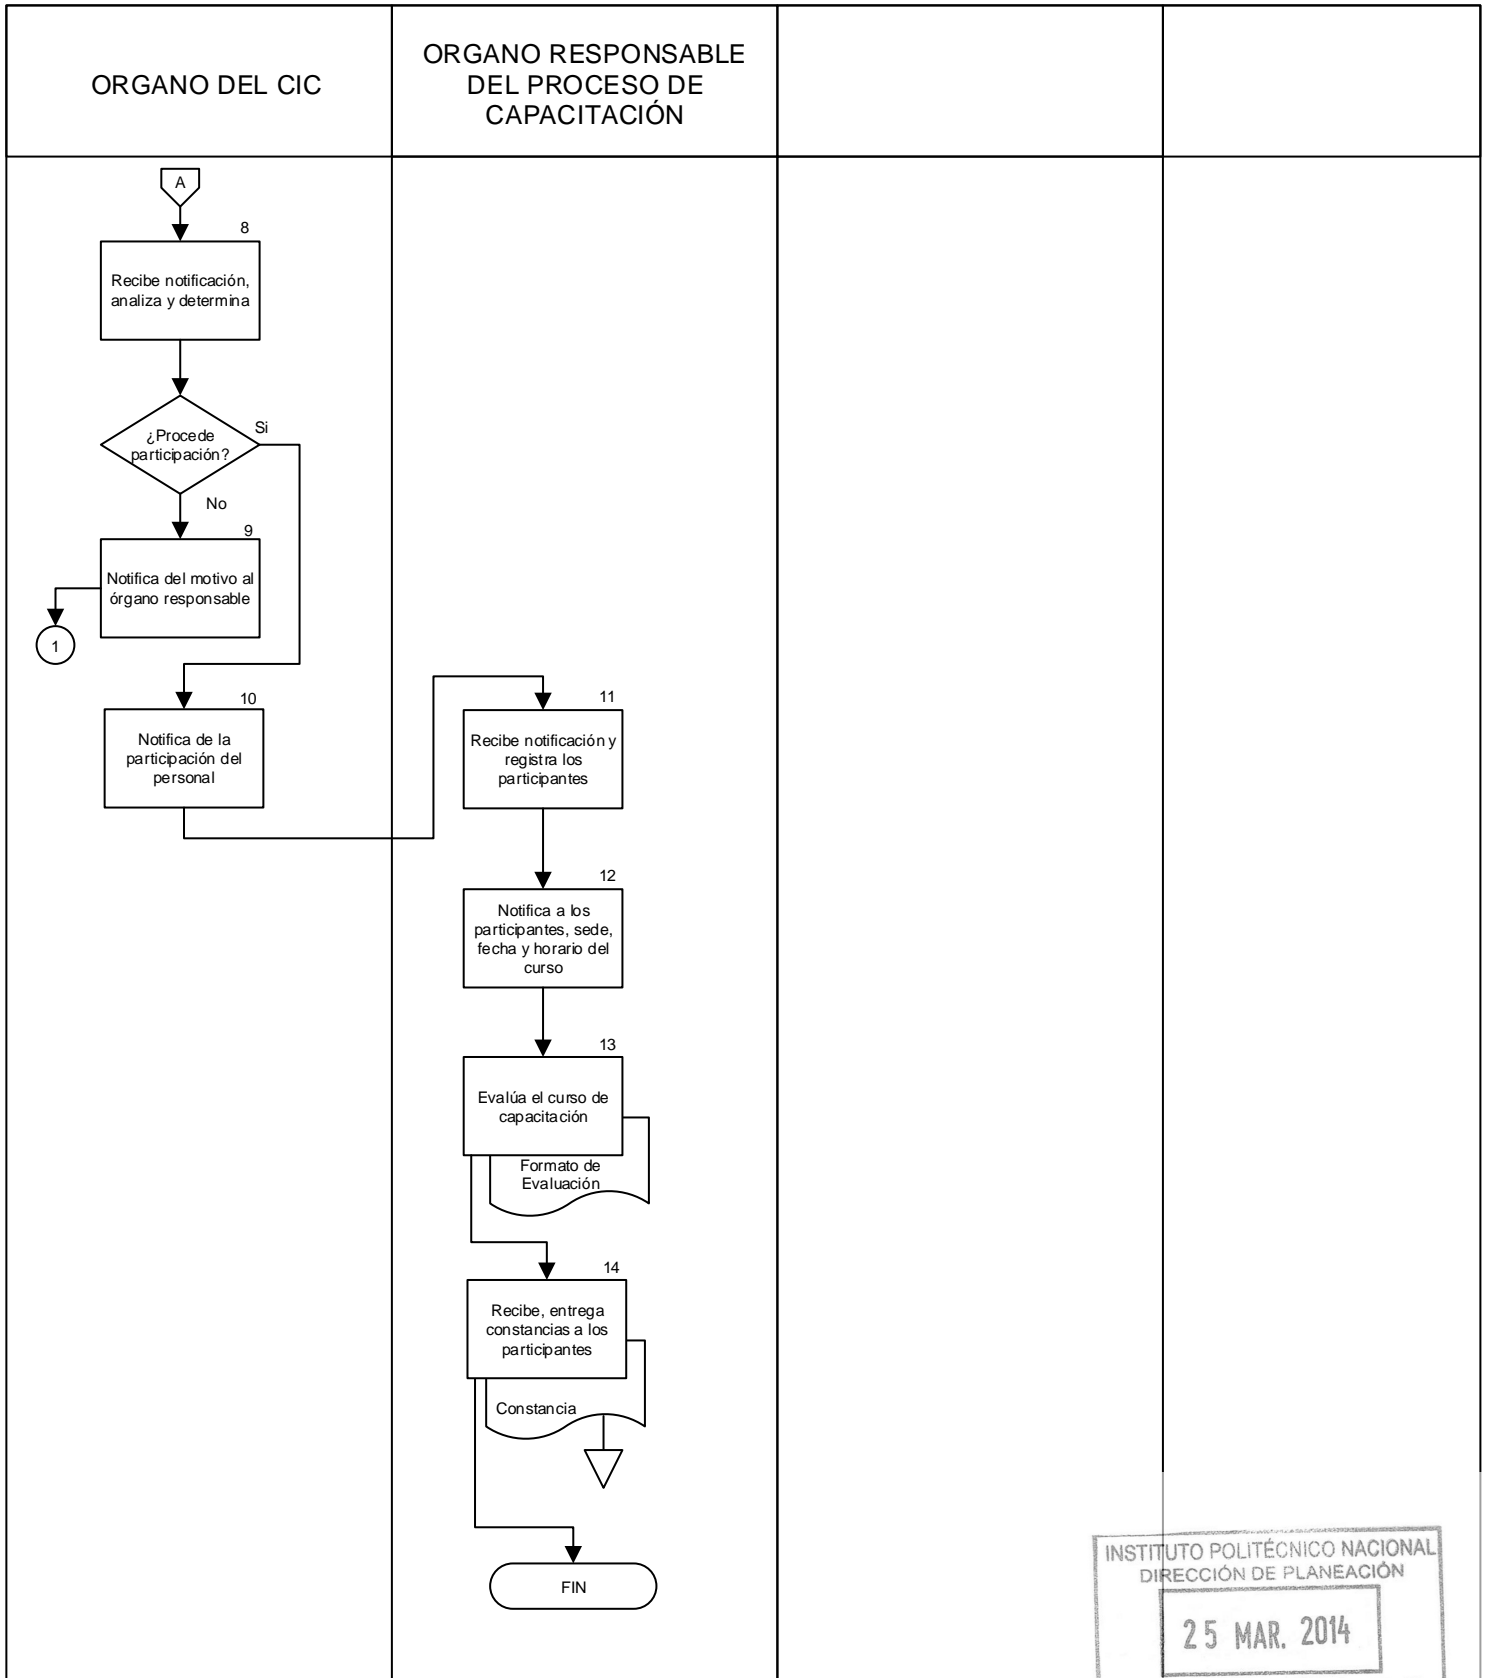 ORGANO DEL CIC
ORGANO RESPONSABLE
DEL PROCESO DE
CAPACITACIÓN
A
8
Recibe notificación,
analiza y determina
¿Procede
participación?
Si
No
9
Notifica del motivo al
órgano responsable
1
10
Notifica de la
participación del
personal
11
Recibe notificación y
registra los
participantes
12
Notifica a los
participantes, sede,
fecha y horario del
curso
13
Evalúa el curso de
capacitación
Formato de
Evaluación
14
Recibe, entrega
constancias a los
participantes
Constancia
FIN
INSTITUTO POLITÉCNICO NACIONAL
DIRECCIÓN DE PLANEACIÓN
25 MAR. 2014